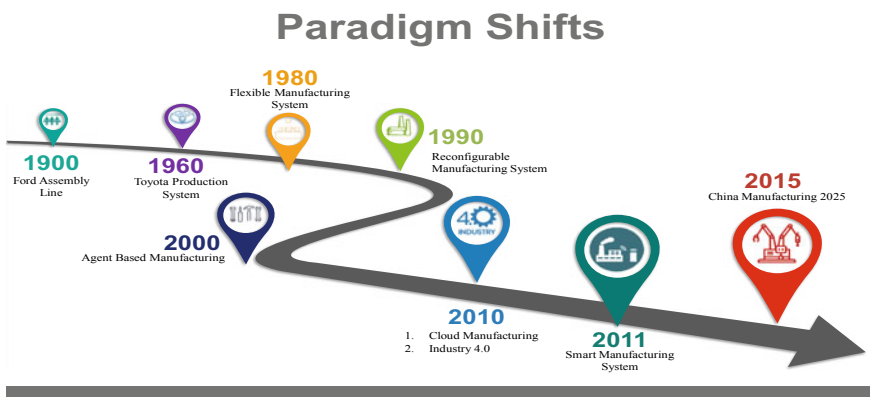 Paradigm Shifts
1900
Ford Assembly
Line
1960
Toyota Production
System
1980
Flexible Manufacturing
System
1990
Reconfigurable
Manufacturing System
2000
Agent Based Manufacturing
4.0
INDUSTRY
2010
1. Cloud Manufacturing
2. Industry 4.0
2011
Smart Manufacturing
System
2015
China Manufacturing 2025